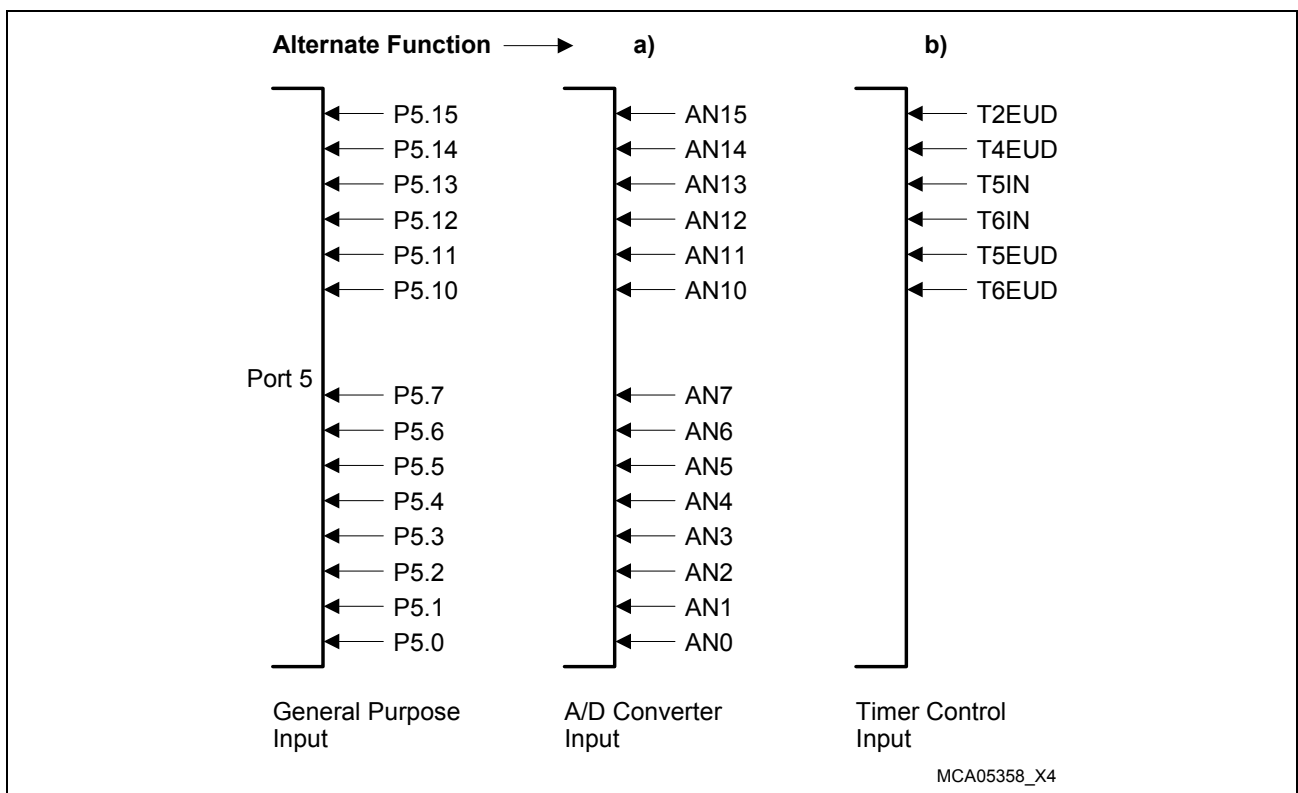 Alternate Function a) b)
P5.15 AN15 T2EUD
P5.14 AN14 T4EUD
P5.13 AN13 T5IN
P5.12 AN12 T6IN
P5.11 AN11 T5EUD
P5.10 AN10 T6EUD
Port 5
P5.7 AN7
P5.6 AN6
P5.5 AN5
P5.4 AN4
P5.3 AN3
P5.2 AN2
P5.1 AN1
P5.0 AN0
General Purpose
Input
A/D Converter
Input
Timer Control
Input
MCA05358_X4